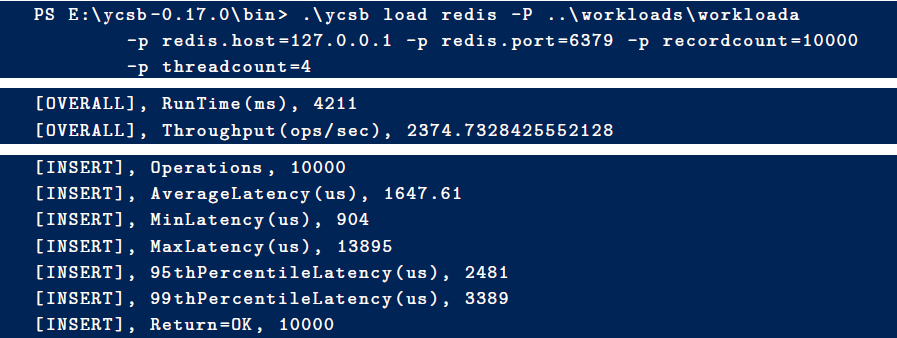 PS E:\ycsb-0.17.0\bin> .\ycsb load redis -P ..\workloads\workloada
-p redis.host=127.0.0.1 -p redis.port=6379 -p recordcount=10000
-p threadcount=4
[OVERALL], RunTime(ms), 4211
[OVERALL], Throughput(ops/sec), 2374.7328425552128
[INSERT], Operations, 10000
[INSERT], AverageLatency(us), 1647.61
[INSERT], MinLatency(us), 904
[INSERT], MaxLatency(us), 13895
[INSERT], 95thPercentileLatency(us), 2481
[INSERT], 99thPercentileLatency(us), 3389
[INSERT], Return=OK, 10000